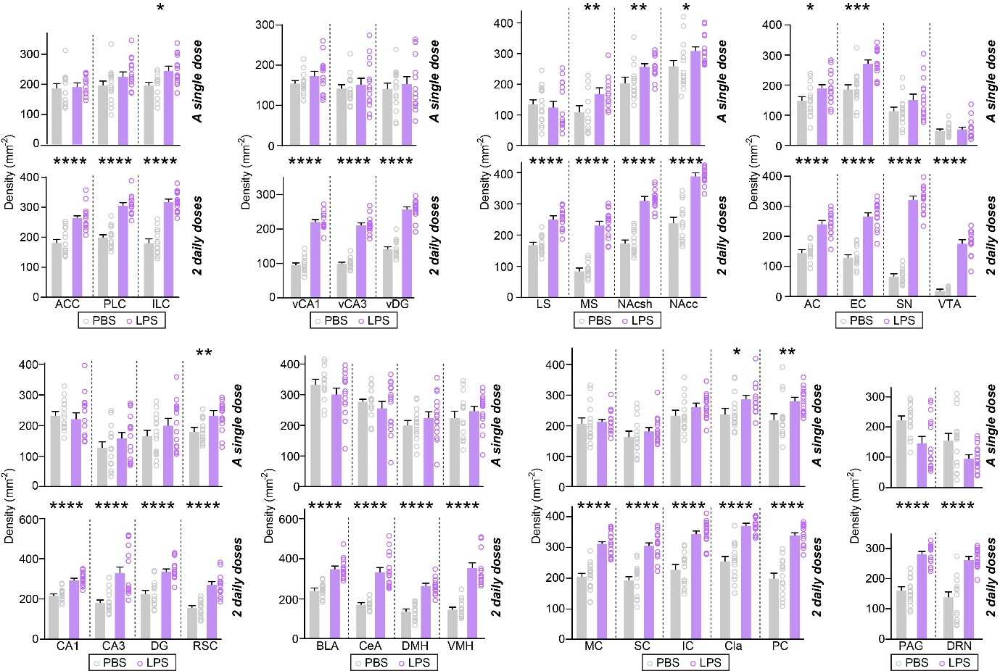 * ** ** * * ***
300 200 100 0
A single dose
300 200 100 0
A single dose
400 300 200 100 0
A single dose
400 300 200 100 0
A single dose
Density (mm⁻²)
Density (mm⁻²)
Density (mm⁻²)
Density (mm⁻²)
**** **** ****
400 300 200 100 0
2 daily doses
ACC PLC ILC
PBS LPS
**** **** ****
300 200 100 0
2 daily doses
vCA1 vCA3 vDG
PBS LPS
**** **** **** ****
400 300 200 100 0
2 daily doses
LS MS NAcsh NAcc
PBS LPS
**** **** **** ****
400 300 200 100 0
2 daily doses
AC EC SN VTA
PBS LPS
** * **
400 300 200 100 0
A single dose
400 300 200 100 0
A single dose
400 300 200 100 0
A single dose
300 200 100 0
A single dose
Density (mm⁻²)
Density (mm⁻²)
Density (mm⁻²)
Density (mm⁻²)
**** **** **** ****
600 400 200 0
2 daily doses
CA1 CA3 DG RSC
PBS LPS
**** **** **** ****
600 400 200 0
2 daily doses
BLA CeA DMH VMH
PBS LPS
**** **** **** **** ****
400 300 200 100 0
2 daily doses
MC SC IC Cla PC
PBS LPS
**** ****
300 200 100 0
2 daily doses
PAG DRN
PBS LPS